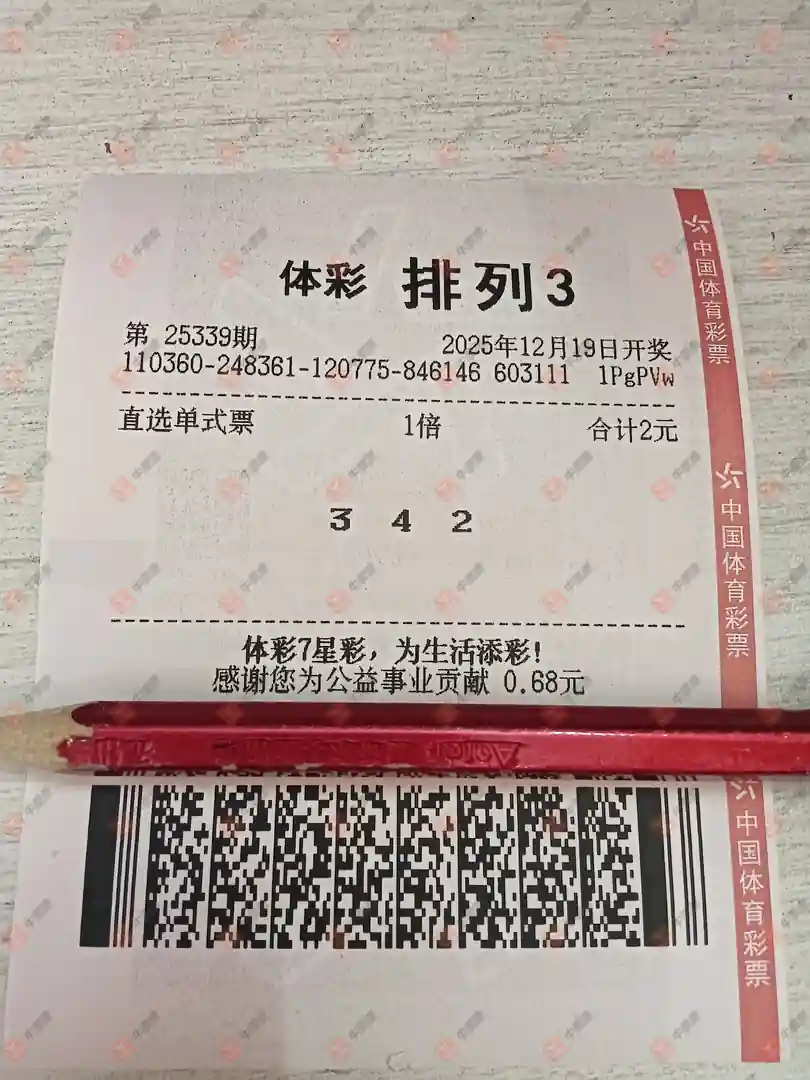 体彩 排列3
第 25339期 2025年12月19日开奖
110360-248361-120775-846146 603111 1PgPVw
直选单式票 1倍 合计2元
3 4 2
体彩7星彩，为生活添彩！
感谢您为公益事业贡献 0.68元
中国体育彩票
中国体育彩票
中国体育彩票